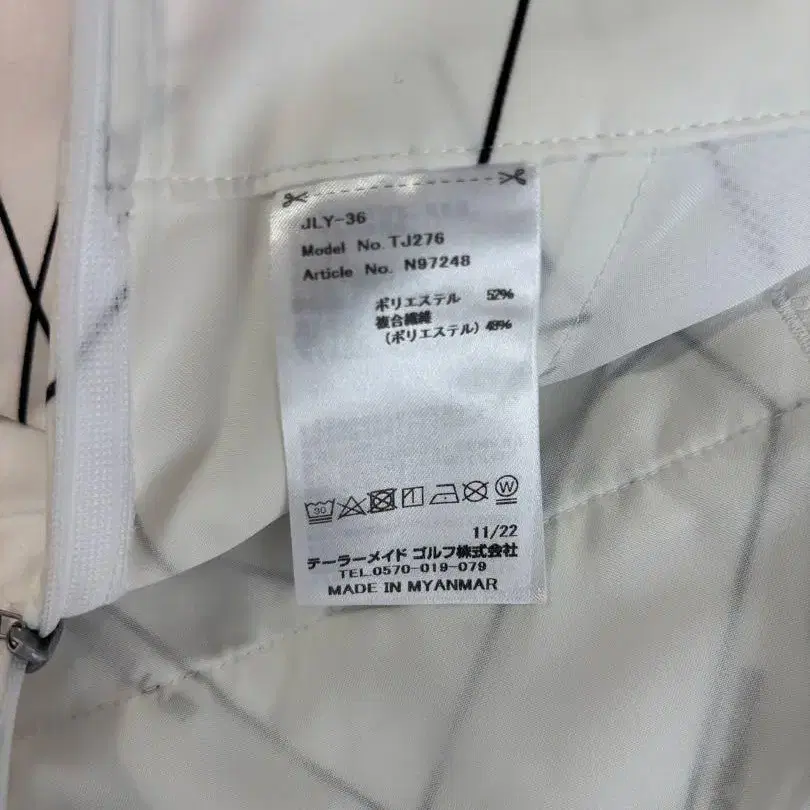 JLY-36
Model No. TJ276
Article No. N97248
ポリエステル 52%
複合繊維
(ポリエステル) 48%
30
W
11/22
テーラーメイド ゴルフ株式会社
TEL.0570-019-079
MADE IN MYANMAR